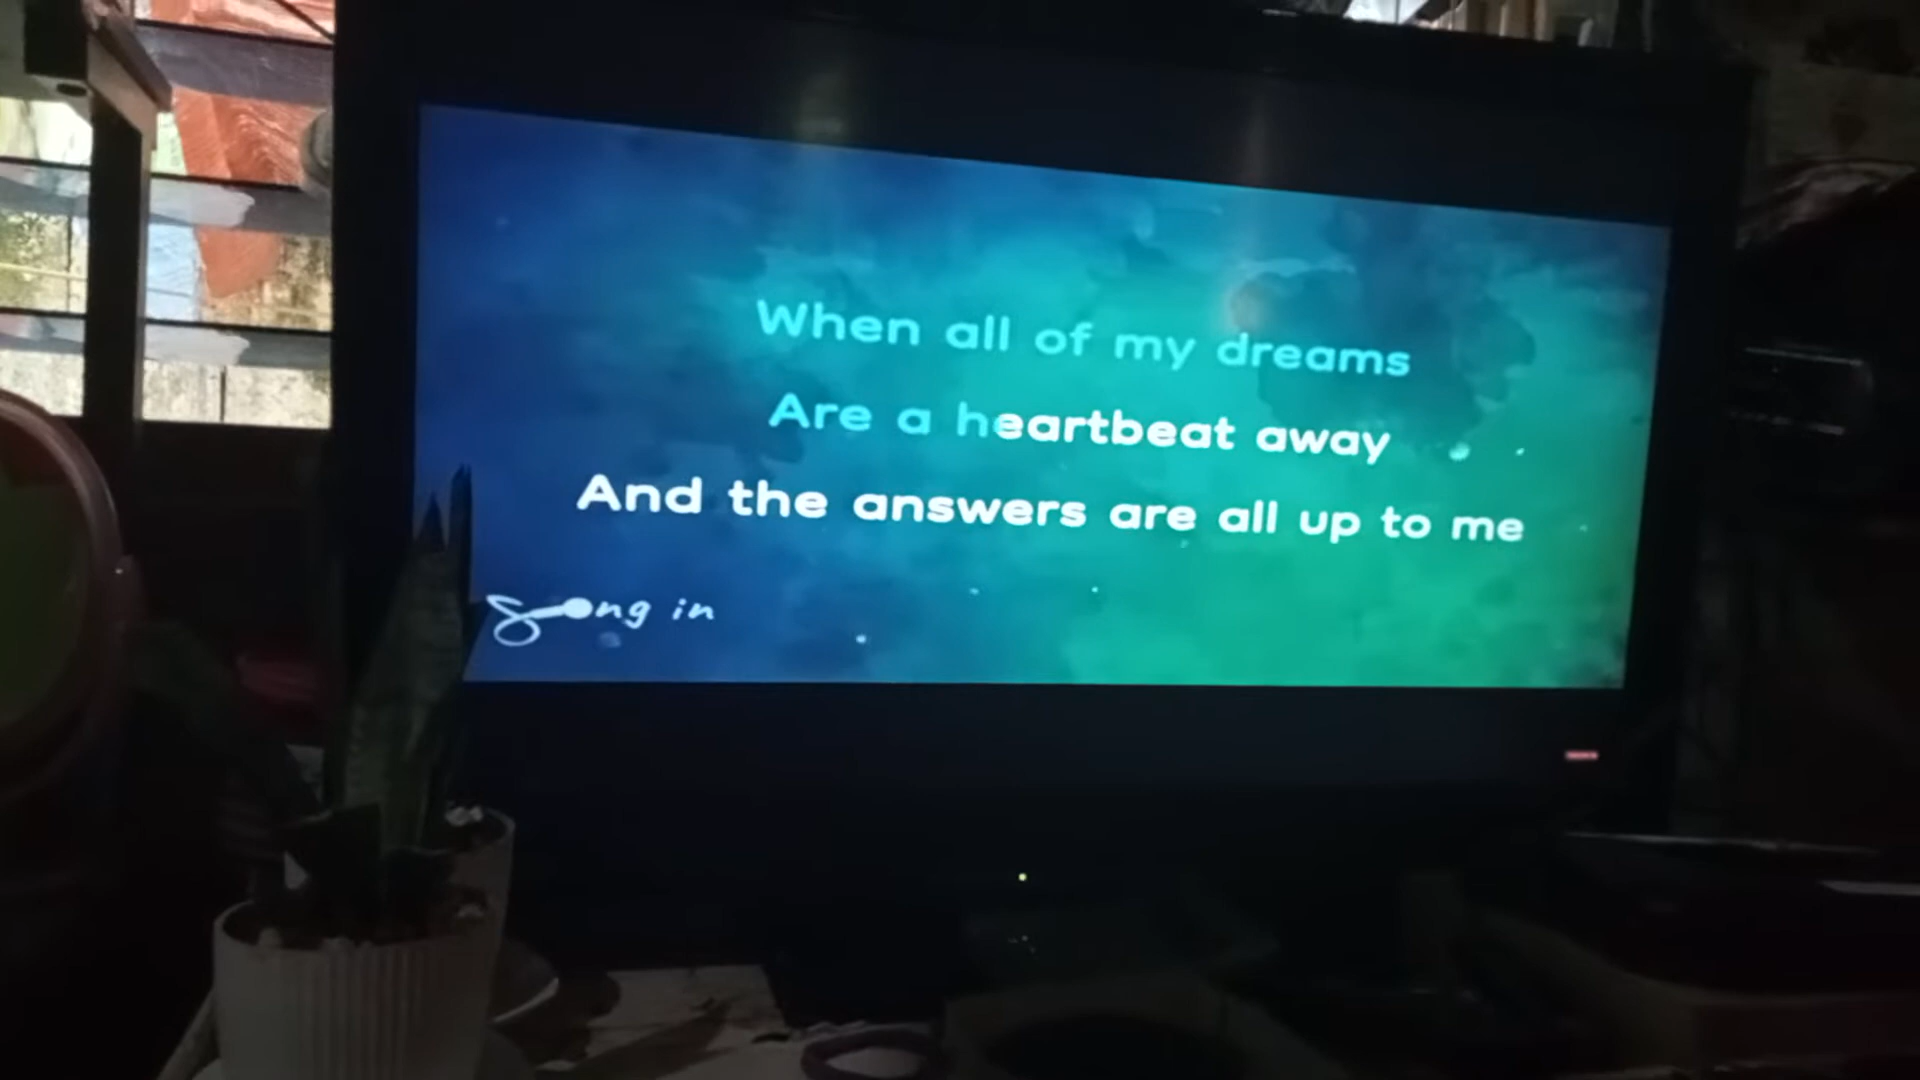 When all of my dreams
Are a heartbeat away
And the answers are all up to me
Song in